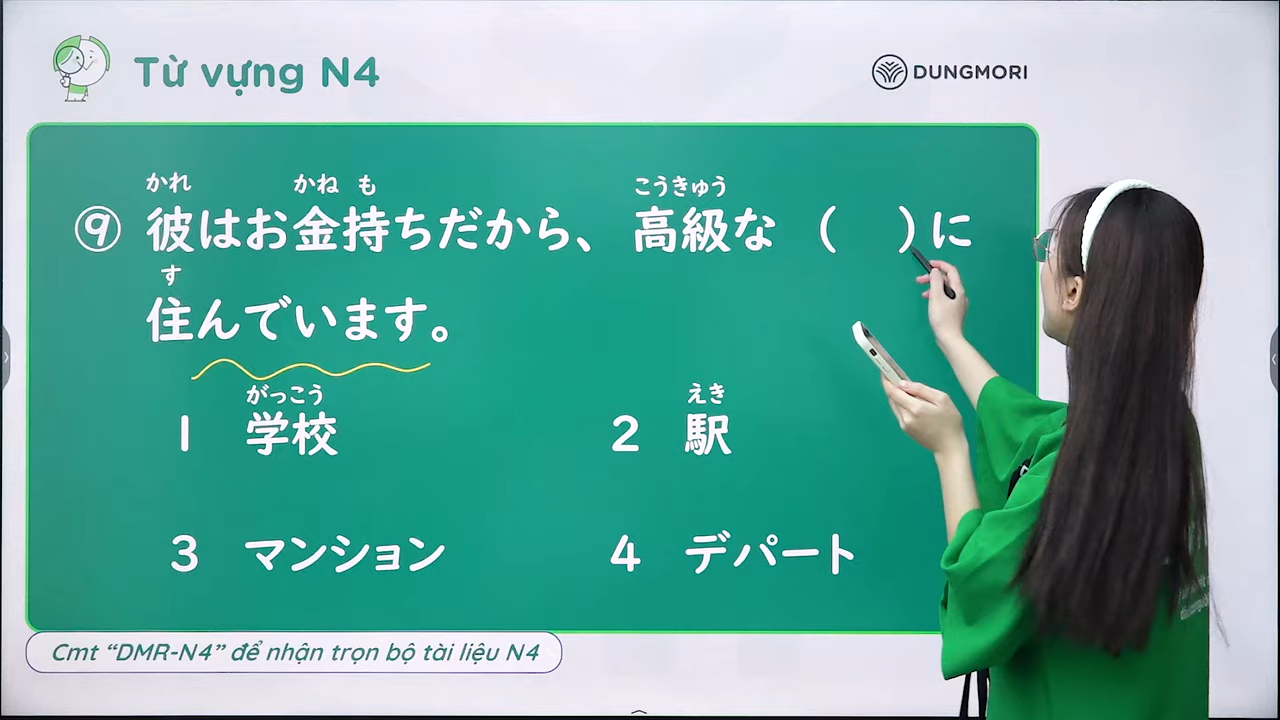 Từ vựng N4
DUNGMORI
かれ かね も こうきゅう
⑨ 彼はお金持ちだから、高級な ( )に
す
住んでいます。
がっこう えき
1 学校 2 駅
3 マンション 4 デパート
Cmt “DMR-N4” để nhận trọn bộ tài liệu N4